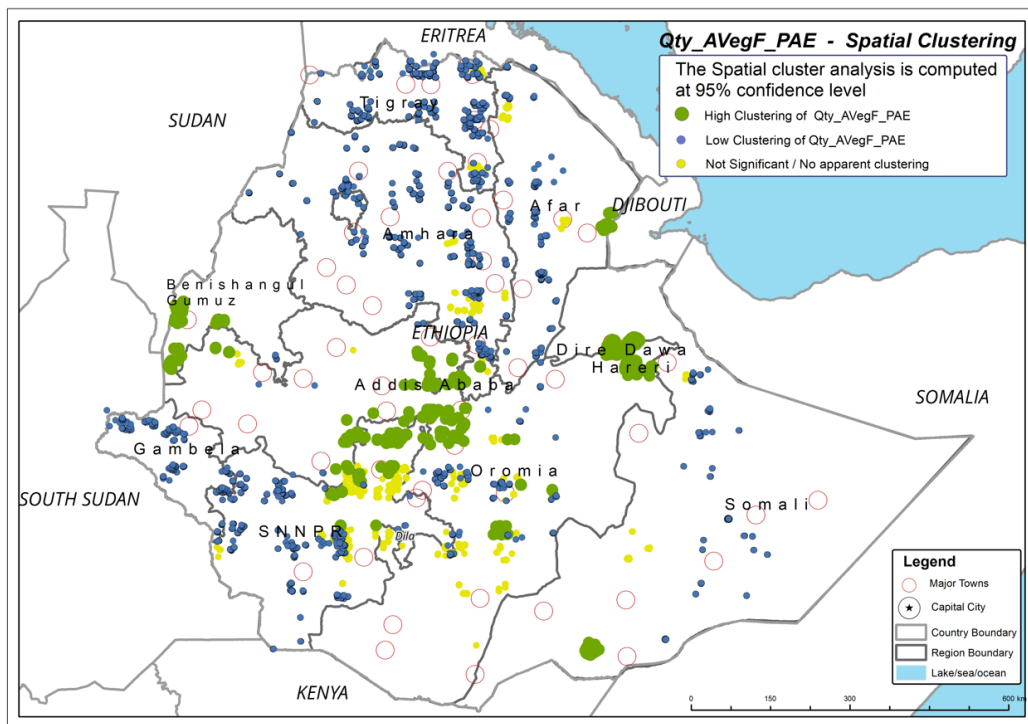 ERITREA
Qty_AVegF_PAE - Spatial Clustering
The Spatial cluster analysis is computed
at 95% confidence level
High Clustering of Qty_AVegF_PAE
Low Clustering of Qty_AVegF_PAE
Not Significant / No apparent clustering
Tigray
SUDAN
Afar
DJIBOUTI
Amhara
Benishangul
Gumuz
ETHIOPIA
Dire Dawa
Hareri
Addis Ababa
SOMALIA
Gambela
Oromia
SOUTH SUDAN
Somali
SNNPR
Dila
Legend
Major Towns
Capital City
Country Boundary
Region Boundary
Lake/sea/ocean
KENYA
0 150 300 600 km